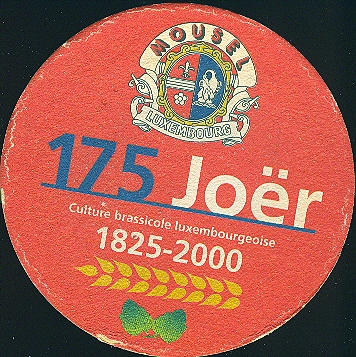 MOUSEL
LUXEMBOURG
175 Joër
Culture brassicole luxembourgeoise
1825-2000